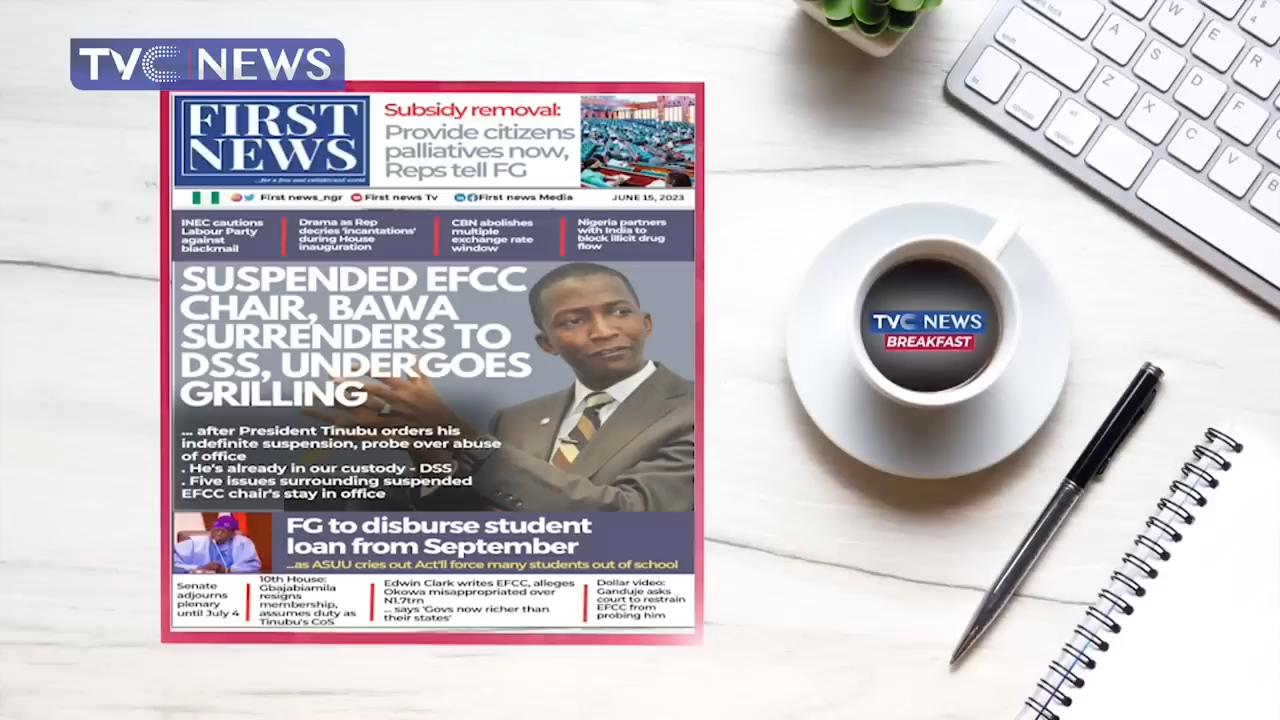 TVC NEWS
FIRST
NEWS
...for a free and enlightened world
Subsidy removal:
Provide citizens
palliatives now,
Reps tell FG
First news_ngr
First news Tv
First news Media
JUNE 15, 2023
INEC cautions
Labour Party
against
blackmail
Drama as Rep
decries 'incantations'
during House
inauguration
CBN abolishes
multiple
exchange rate
window
Nigeria partners
with India to
block illicit drug
flow
SUSPENDED EFCC
CHAIR, BAWA
SURRENDERS TO
DSS, UNDERGOES
GRILLING
... after President Tinubu orders his
indefinite suspension, probe over abuse
of office
. He's already in our custody - DSS
. Five issues surrounding suspended
EFCC chair's stay in office
FG to disburse student
loan from September
...as ASUU cries out Act'll force many students out of school
Senate
adjourns
plenary
until July 4
10th House:
Gbajabiamila
resigns
membership,
assumes duty as
Tinubu's CoS
Edwin Clark writes EFCC, alleges
Okowa misappropriated over
N1.7trn
... says 'Govs now richer than
their states'
Dollar video:
Ganduje asks
court to restrain
EFCC from
probing him
TVC NEWS
BREAKFAST
W
E
R
A
S
D
F
Z
X
C
V
B
shift
control
option